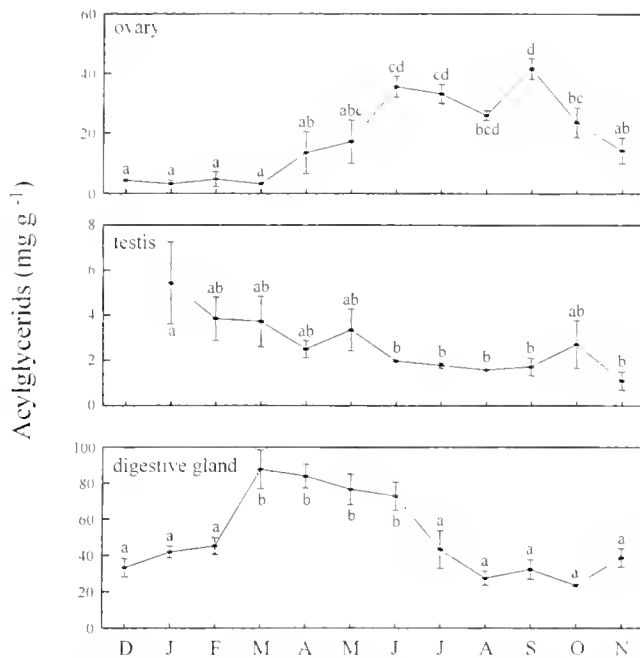 60
ovary
40
20
0
a a a a ab abc cd cd bcd d bc ab
Acylglycerids (mg g -1)
8
testis
6
4
2
0
a ab ab ab ab b b b b ab b
100
digestive gland
80
60
40
20
0
a a a b b b b a a a a a
D J F M A M J J A S O N